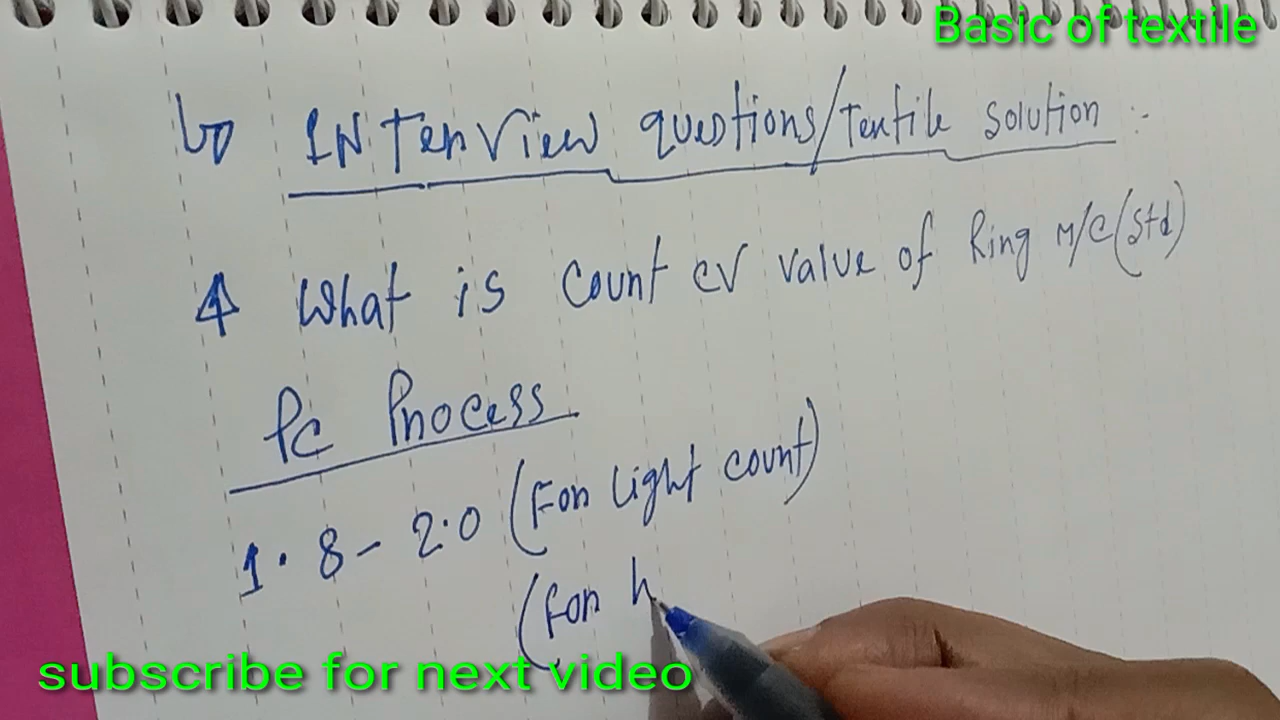 Basic of textile
INTerView questions/Textile solution :-
What is Count CV value of Ring M/C (Std)
PC Process
1.8 - 2.0 (For light count)
(for h
subscribe for next video